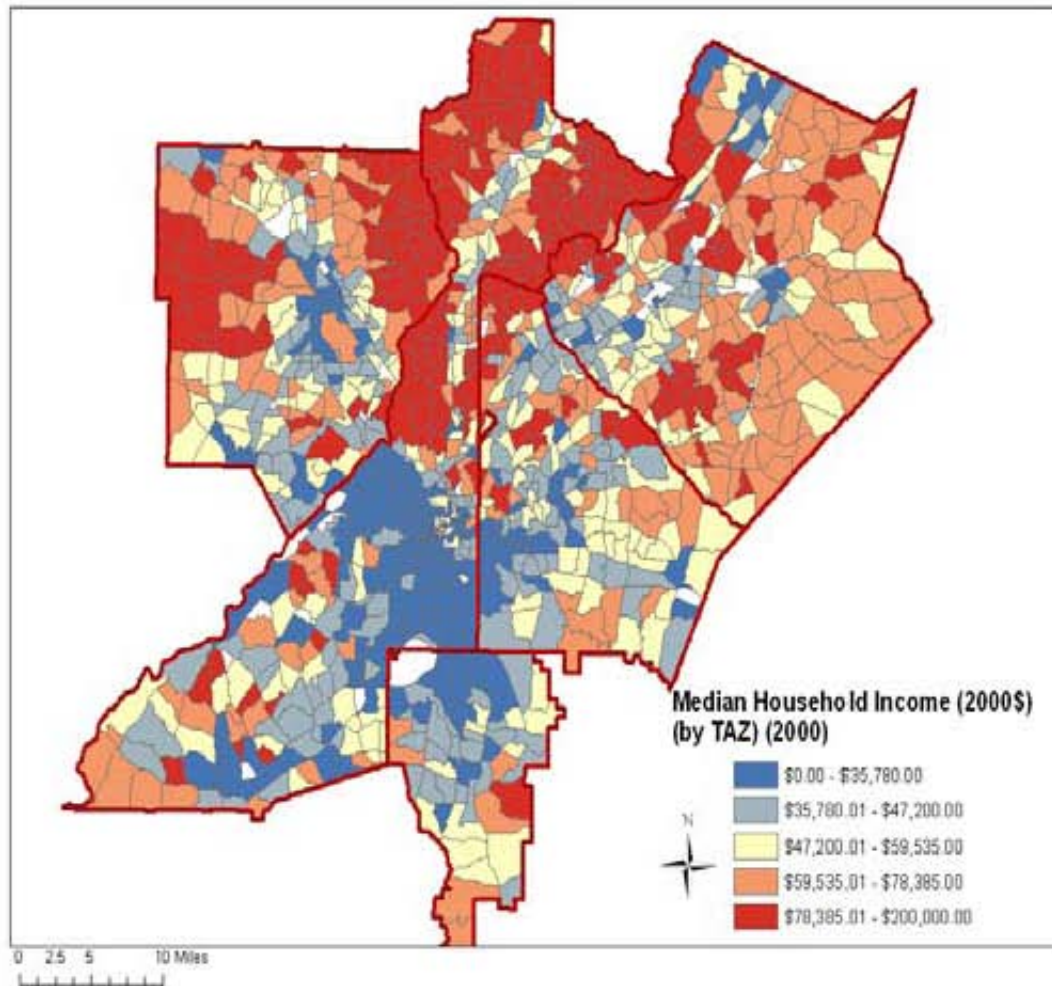 Median Household Income (2000$)
(by TAZ) (2000)
$0.00 - $35,780.00
$35,780.01 - $47,200.00
$47,200.01 - $59,535.00
$59,535.01 - $78,385.00
$78,385.01 - $200,000.00
N
0 2.5 5 10 Miles